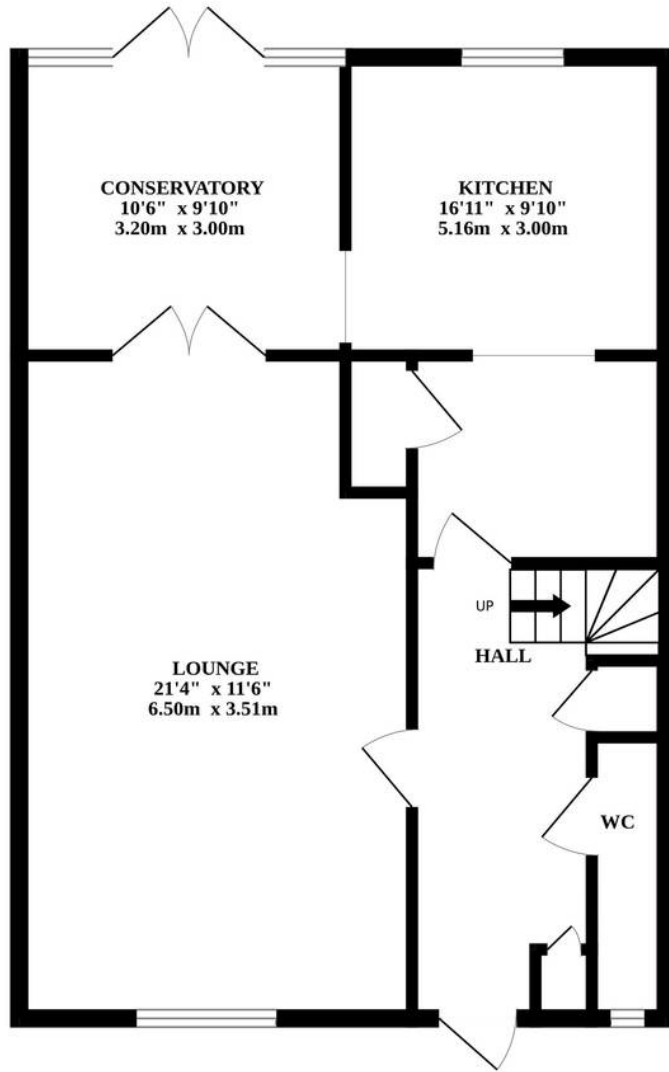 CONSERVATORY
10'6" x 9'10"
3.20m x 3.00m
KITCHEN
16'11" x 9'10"
5.16m x 3.00m
UP
HALL
LOUNGE
21'4" x 11'6"
6.50m x 3.51m
WC